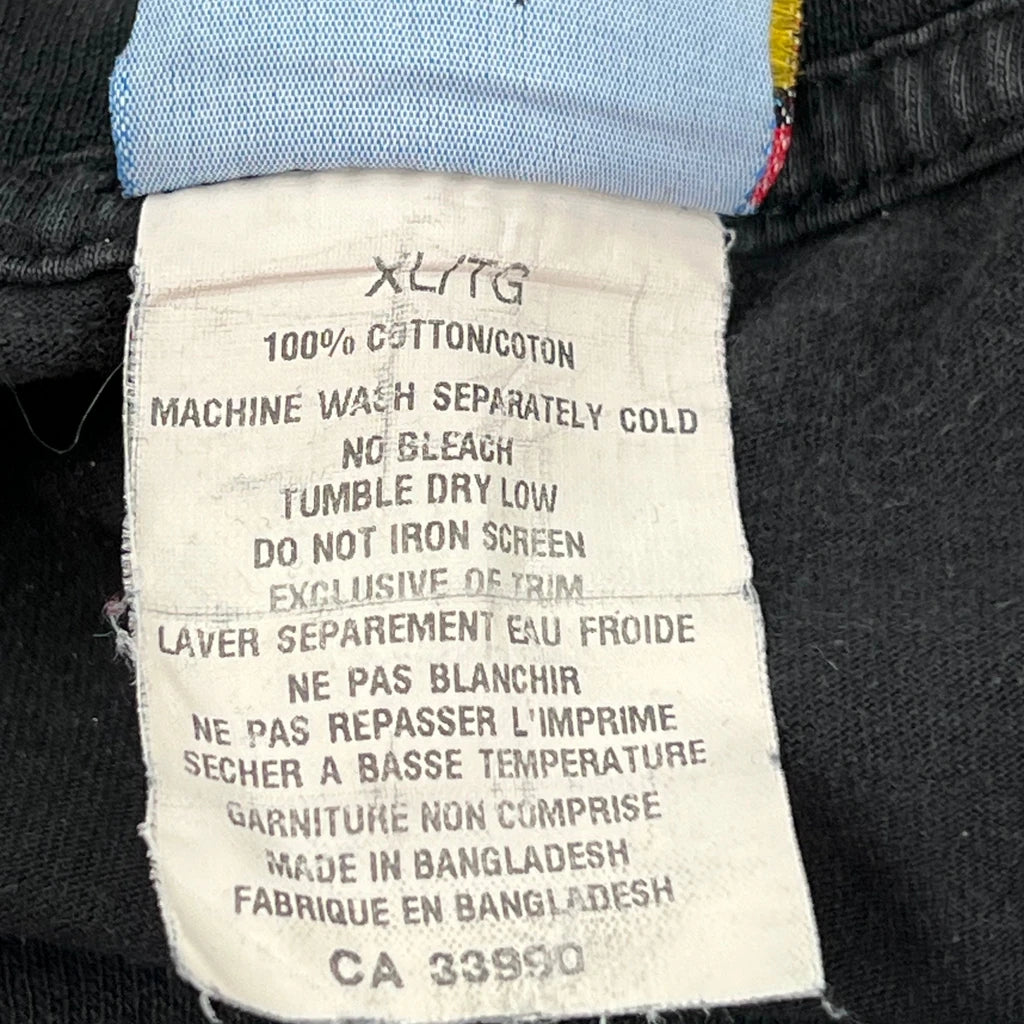 XL/TG
100% COTTON/COTON
MACHINE WASH SEPARATELY COLD
NO BLEACH
TUMBLE DRY LOW
DO NOT IRON SCREEN
EXCLUSIVE OF TRIM
LAVER SEPAREMENT EAU FROIDE
NE PAS BLANCHIR
NE PAS REPASSER L'IMPRIME
SECHER A BASSE TEMPERATURE
GARNITURE NON COMPRISE
MADE IN BANGLADESH
FABRIQUE EN BANGLADESH
CA 33990